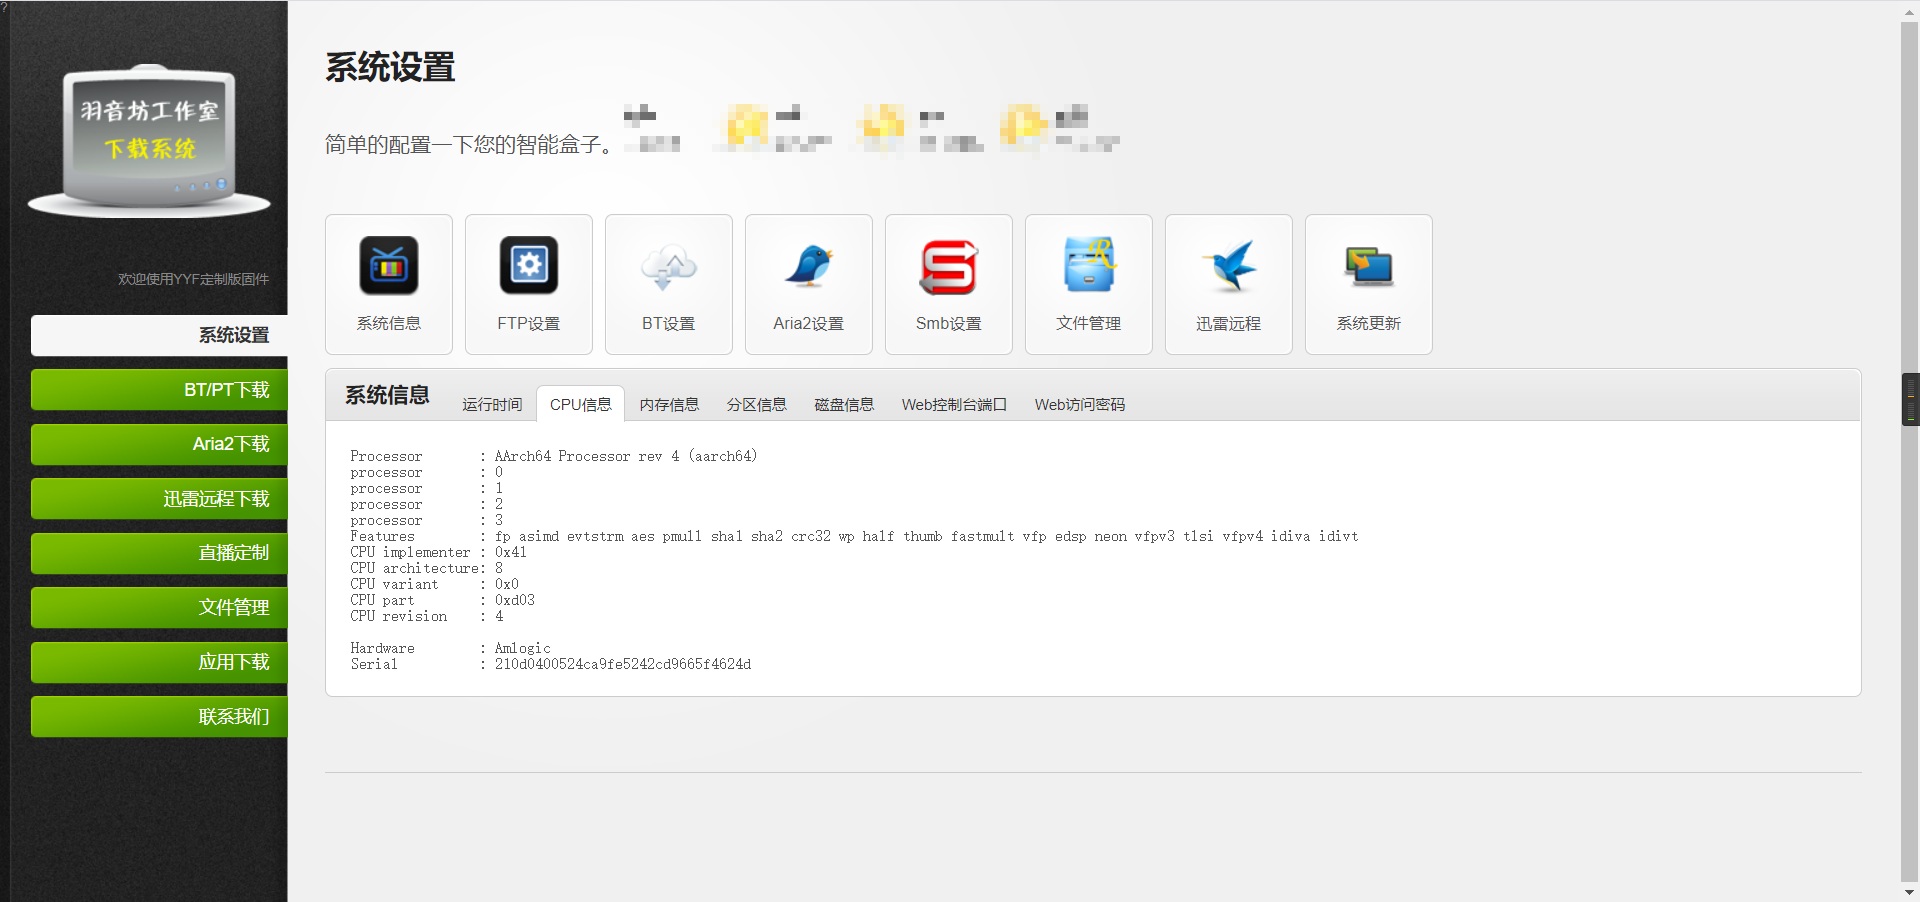 ?
羽音坊工作室
下载系统
欢迎使用YYF定制版固件
系统设置
BT/PT下载
Aria2下载
迅雷远程下载
直播定制
文件管理
应用下载
联系我们
系统设置
简单的配置一下您的智能盒子。
系统信息
FTP设置
BT设置
Aria2设置
Smb设置
文件管理
迅雷远程
系统更新
系统信息 运行时间 CPU信息 内存信息 分区信息 磁盘信息 Web控制台端口 Web访问密码
Processor : AArch64 Processor rev 4 (aarch64)
processor : 0
processor : 1
processor : 2
processor : 3
Features : fp asimd evtstrm aes pmull sha1 sha2 crc32 wp half thumb fastmult vfp edsp neon vfpv3 tlsi vfpv4 idiva idivt
CPU implementer : 0x41
CPU architecture: 8
CPU variant : 0x0
CPU part : 0xd03
CPU revision : 4
Hardware : Amlogic
Serial : 210d0400524ca9fe5242cd9665f4624d